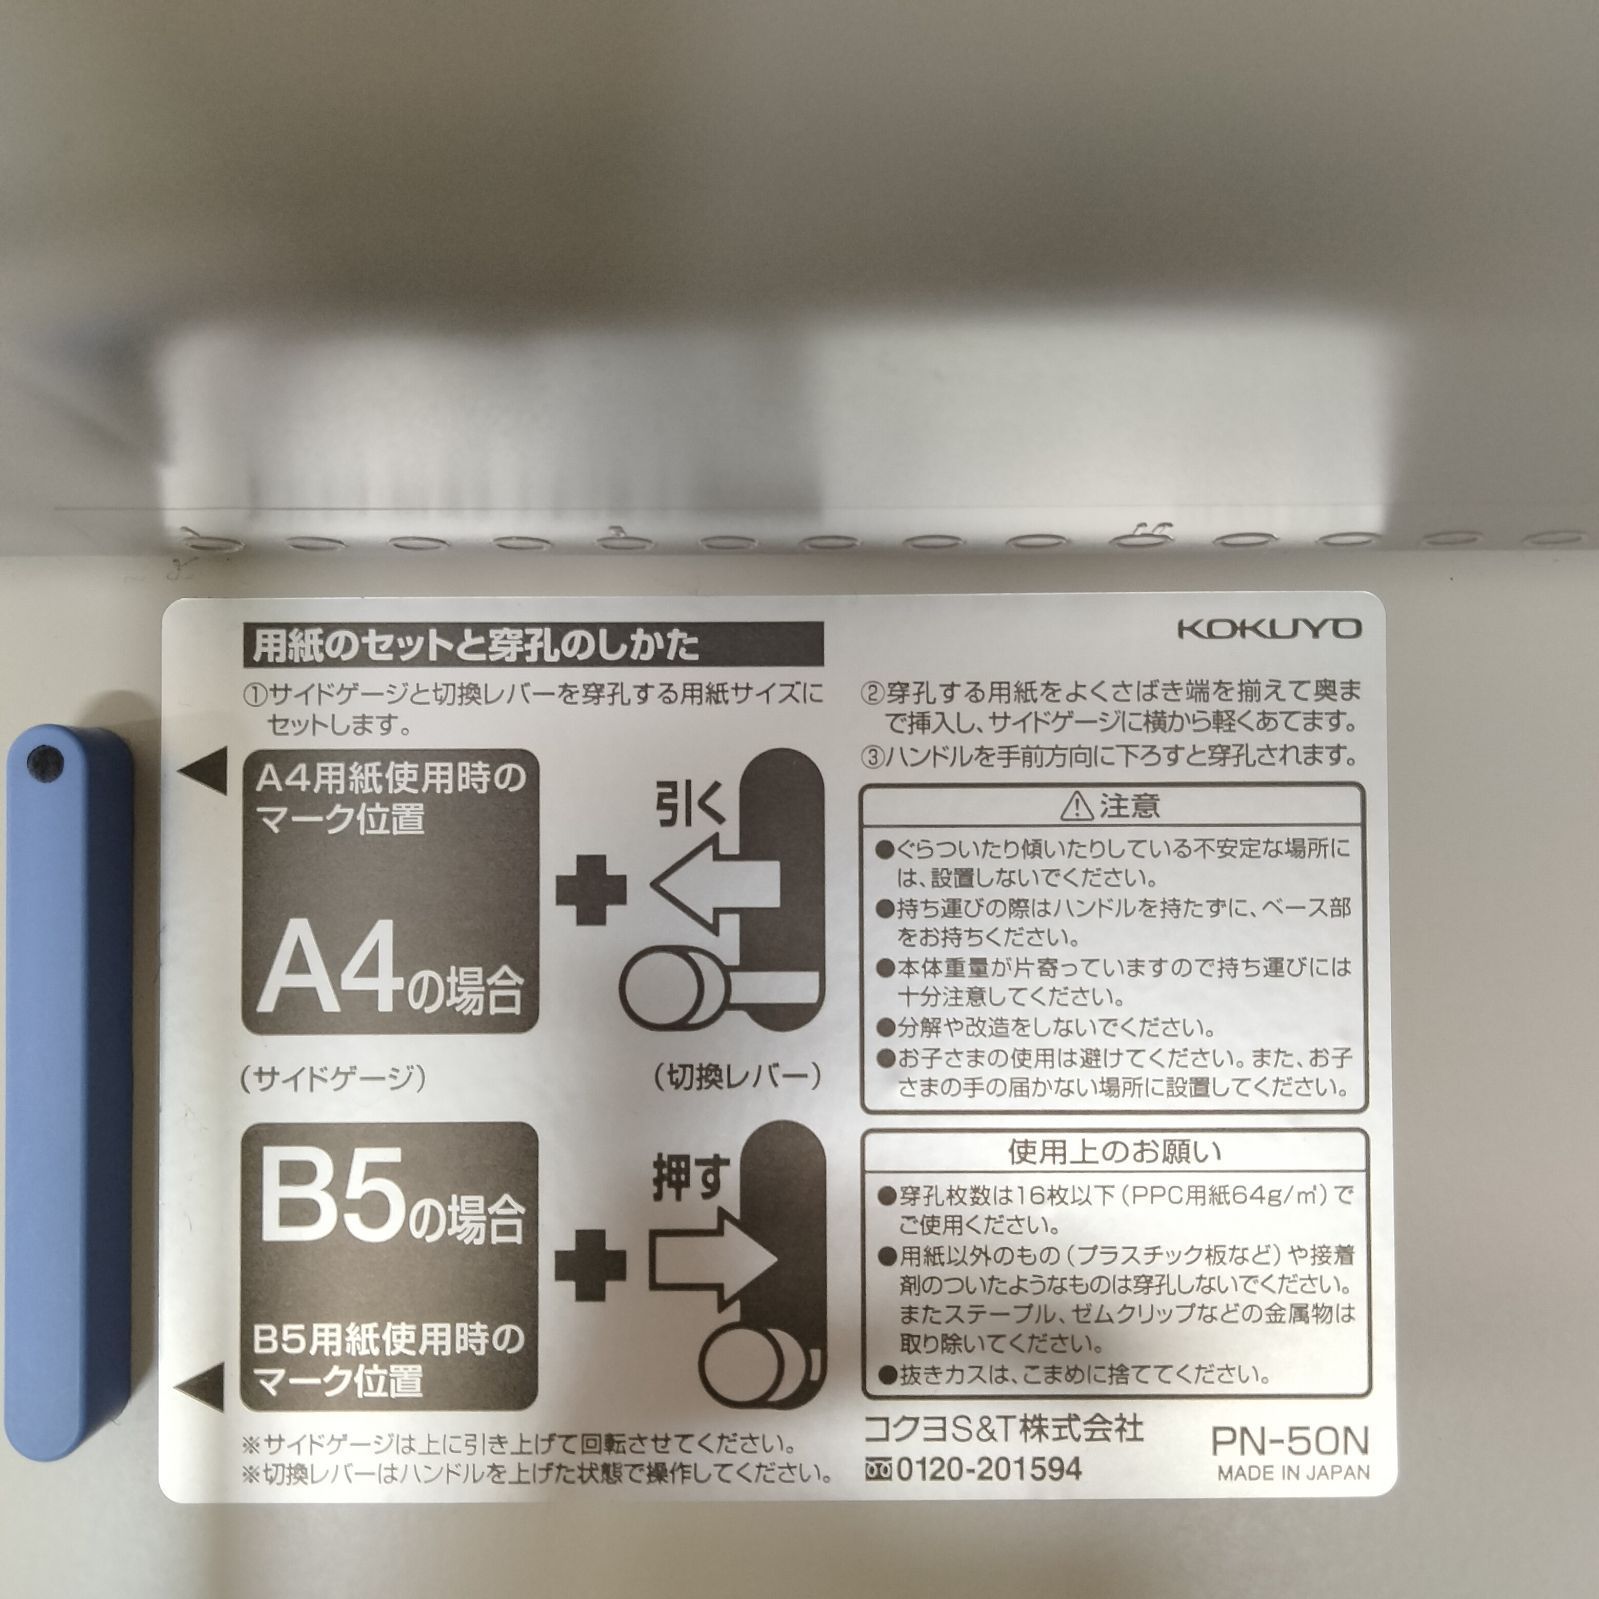 用紙のセットと穿孔のしかた
①サイドゲージと切換レバーを穿孔する用紙サイズに
セットします。
A4用紙使用時の
マーク位置
A4の場合
引く
(サイドゲージ)
(切換レバー)
B5の場合
B5用紙使用時の
マーク位置
押す
※サイドゲージは上に引き上げて回転させてください。
※切換レバーはハンドルを上げた状態で操作してください。
KOKUYO
②穿孔する用紙をよくさばき端を揃えて奥ま
で挿入し、サイドゲージに横から軽くあてます。
③ハンドルを手前方向に下ろすと穿孔されます。
⚠注意
●ぐらついたり傾いたりしている不安定な場所に
は、設置しないでください。
●持ち運びの際はハンドルを持たずに、ベース部
をお持ちください。
●本体重量が片寄っていますので持ち運びには
十分注意してください。
●分解や改造をしないでください。
●お子さまの使用は避けてください。また、お子
さまの手の届かない場所に設置してください。
使用上のお願い
●穿孔枚数は16枚以下(PPC用紙64g/㎡)で
ご使用ください。
●用紙以外のもの(プラスチック板など)や接着
剤のついたようなものは穿孔しないでください。
またステープル、ゼムクリップなどの金属物は
取り除いてください。
●抜きカスは、こまめに捨ててください。
コクヨS&T株式会社
0120-201594
PN-50N
MADE IN JAPAN